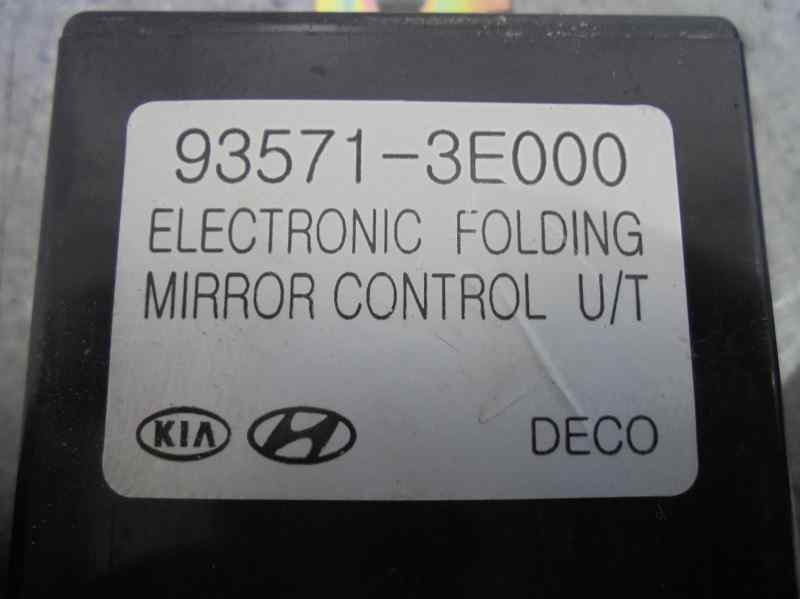 93571-3E000
ELECTRONIC FOLDING
MIRROR CONTROL U/T
KIA DECO